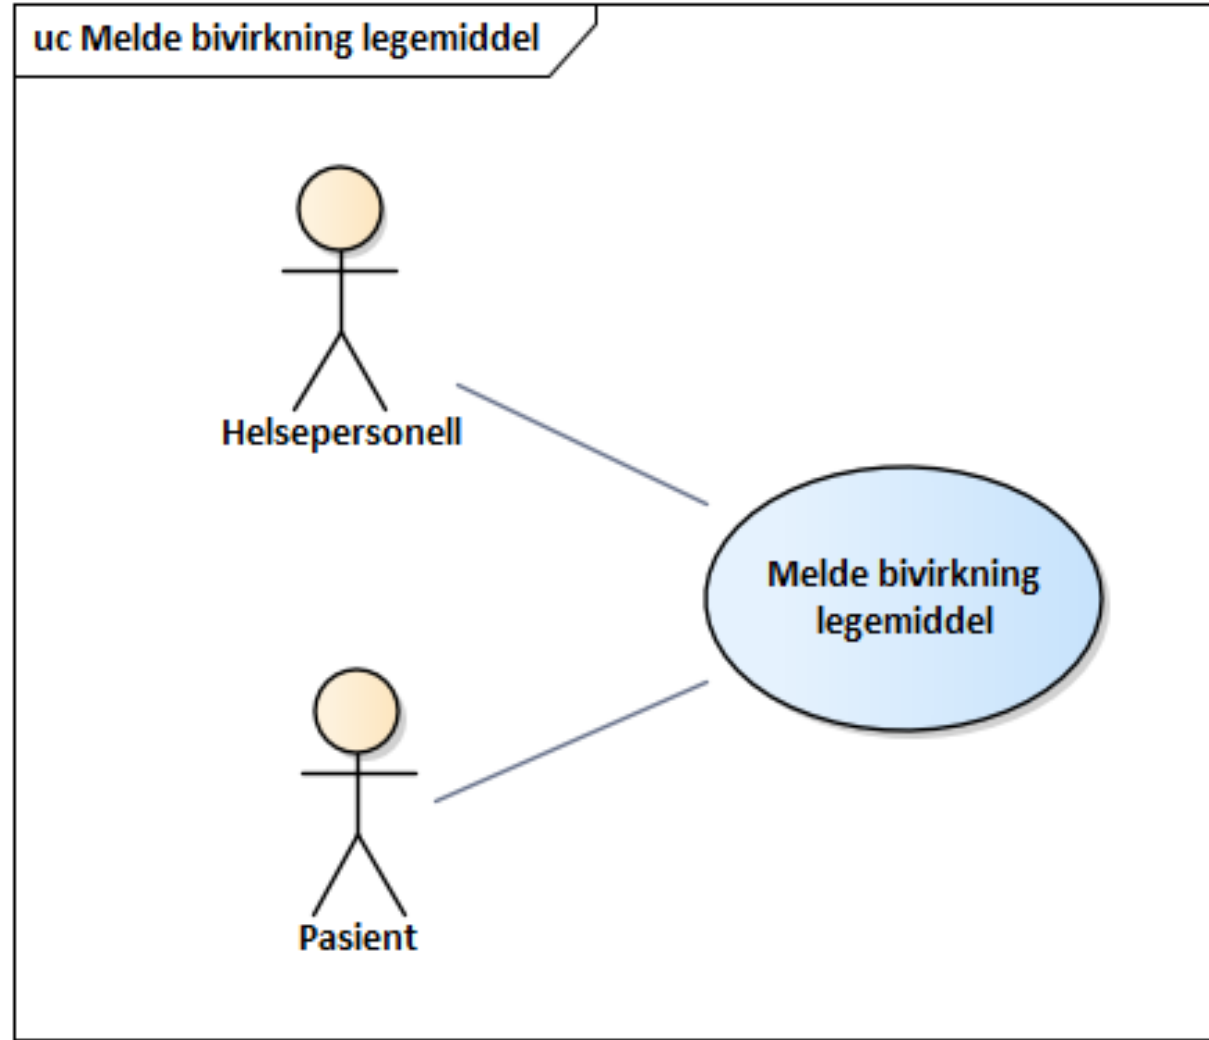 uc Melde bivirkning legemiddel
Helsepersonell
Melde bivirkning
legemiddel
Pasient